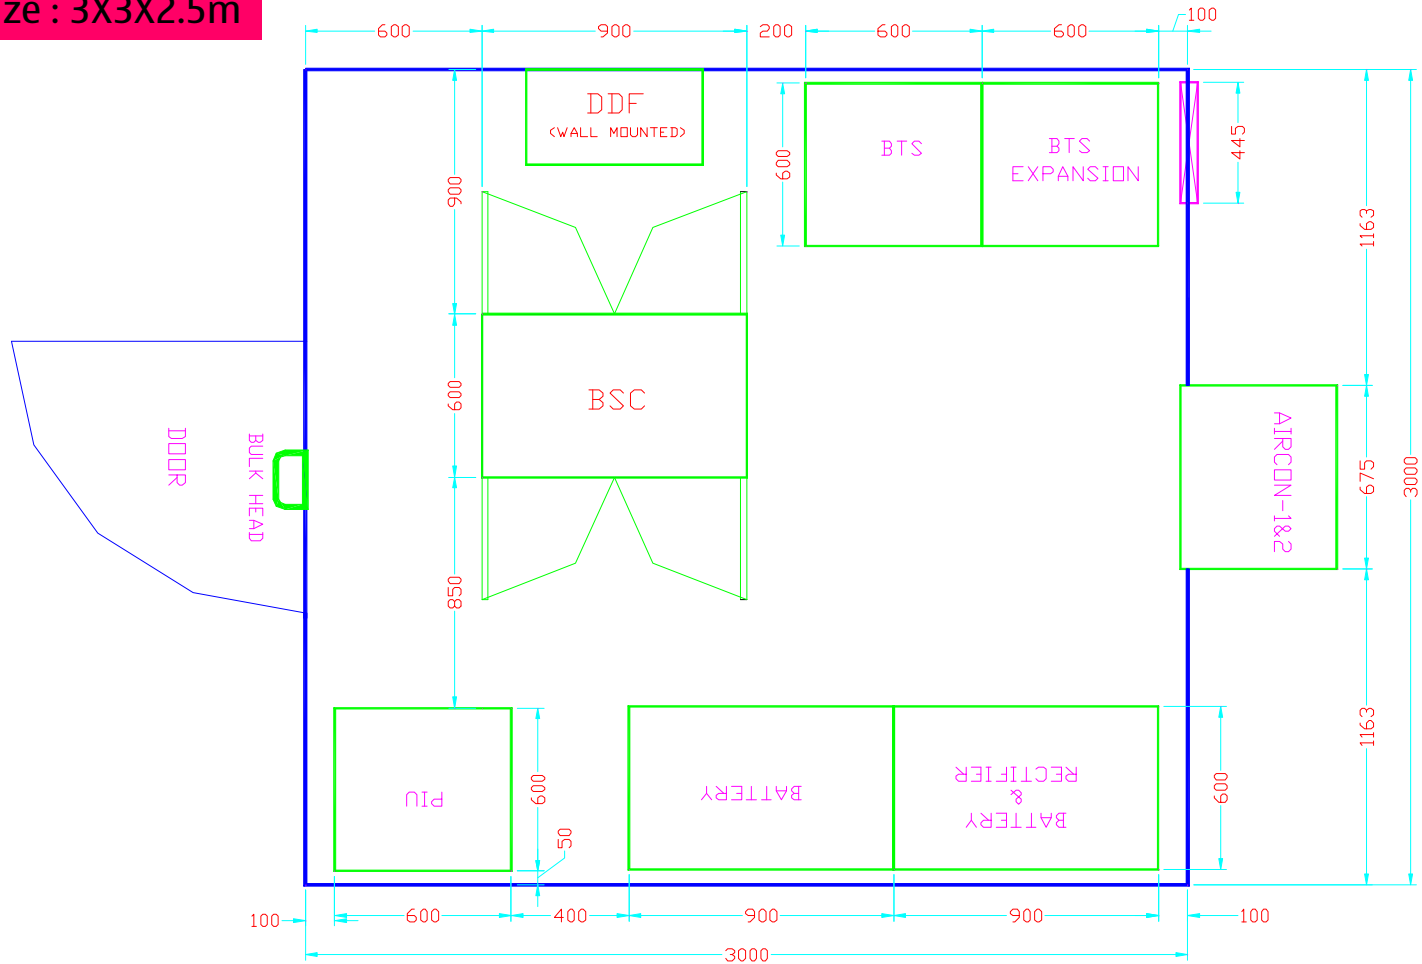 ze : 3X3X2.5m
600
900
200
600
600
100
DDF
(WALL MOUNTED)
BTS
BTS
EXPANSION
900
600
445
1163
600
BSC
DOOR
BULK HEAD
AIRCON-1&2
675
3000
850
1163
PIU
600
50
BATTERY
RECTIFIER
&
BATTERY
600
100
600
400
900
900
100
3000